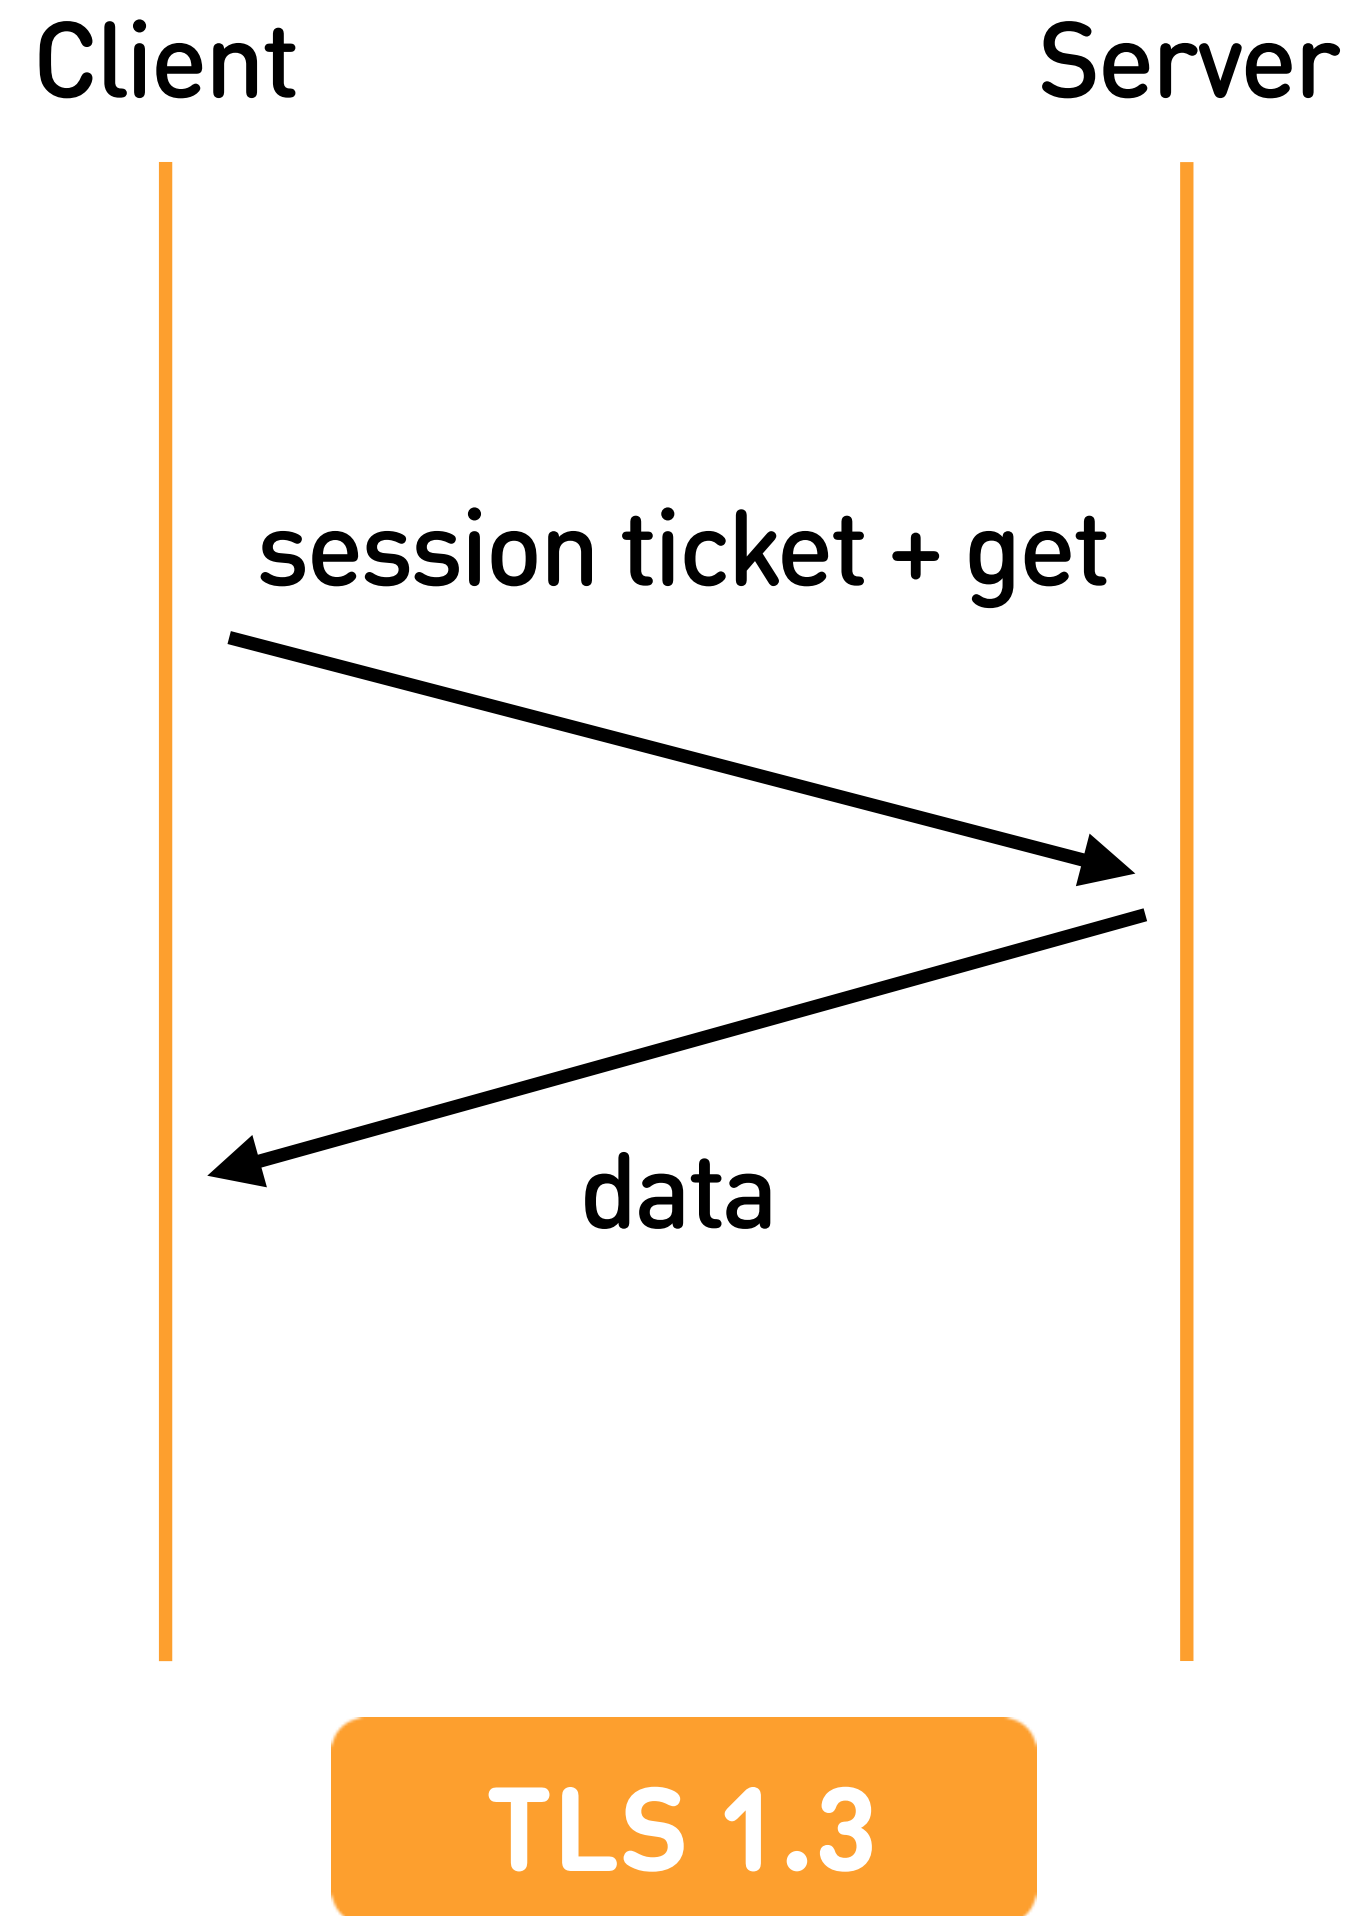 Client
Server
session ticket + get
data
TLS 1.3